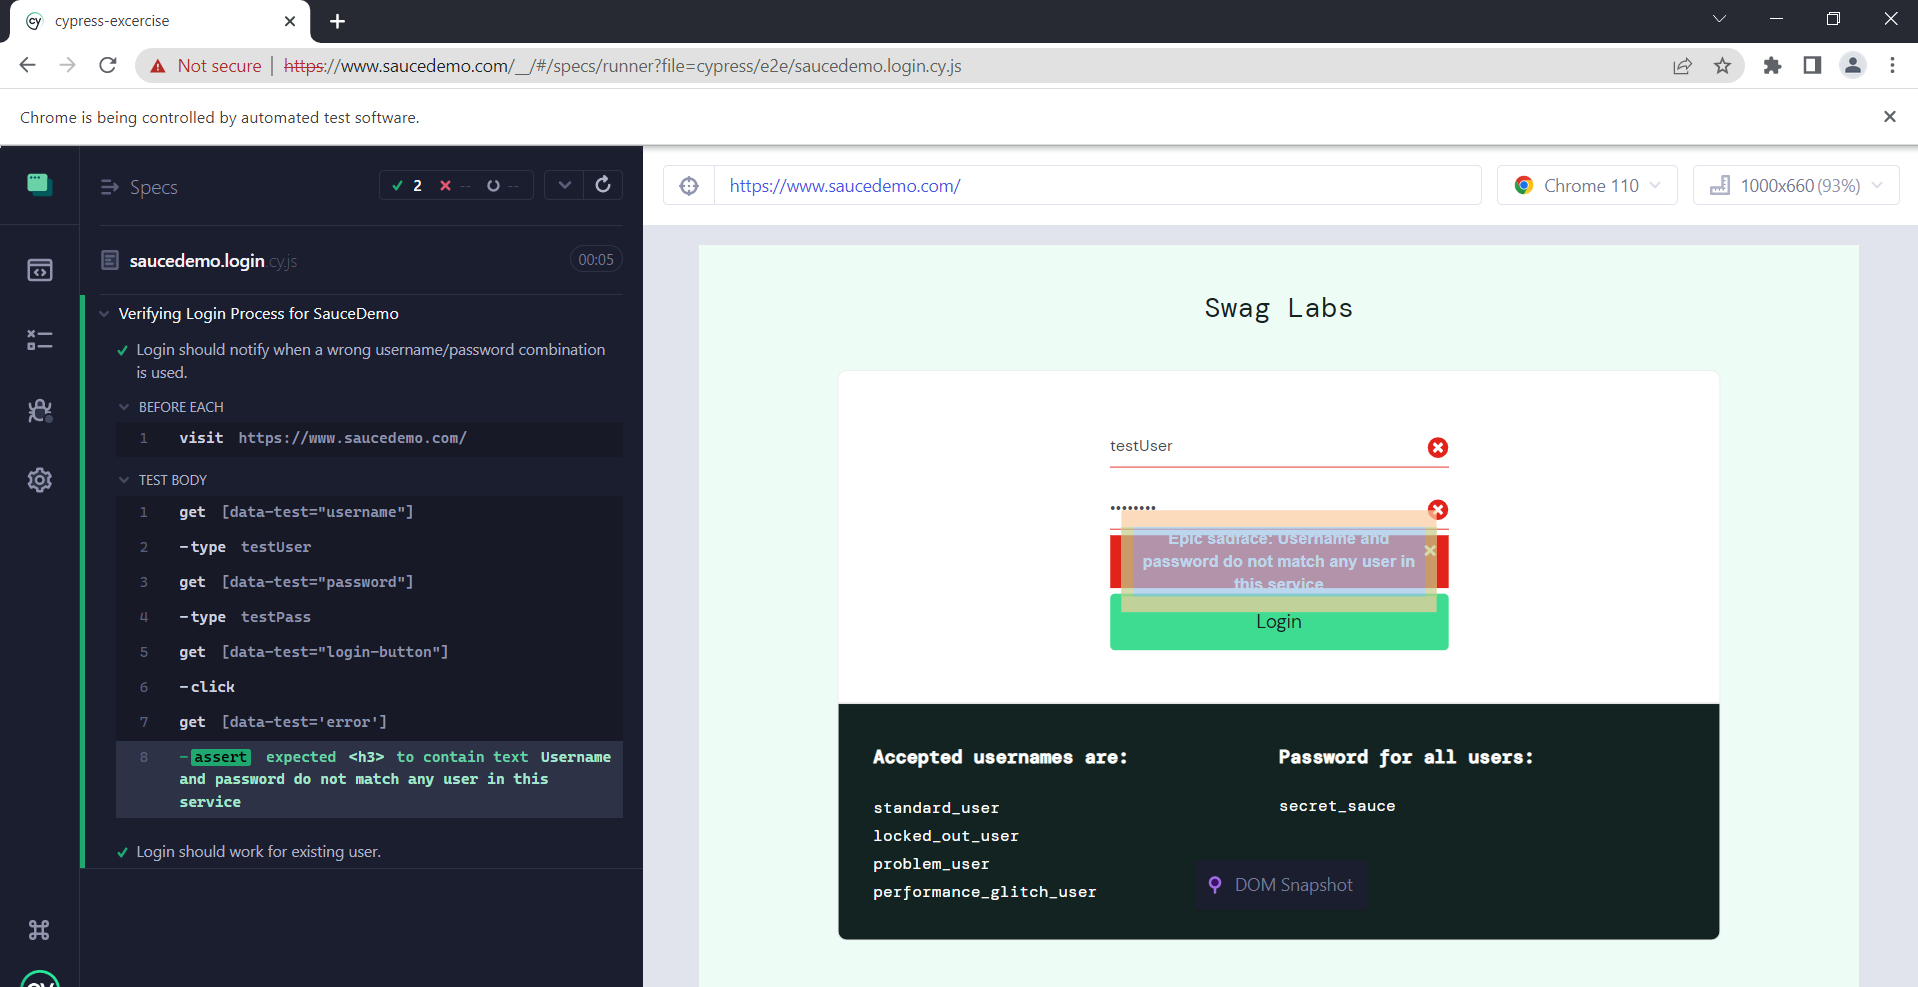 cy cypress-excercise
Not secure | https://www.saucedemo.com/__/#/specs/runner?file=cypress/e2e/saucedemo.login.cy.js
Chrome is being controlled by automated test software.
Specs
2 -- --
https://www.saucedemo.com/
Chrome 110
1000x660 (93%)
saucedemo.login.cy.js
00:05
Verifying Login Process for SauceDemo
Login should notify when a wrong username/password combination
is used.
BEFORE EACH
1 visit https://www.saucedemo.com/
TEST BODY
1 get [data-test="username"]
2 -type testUser
3 get [data-test="password"]
4 -type testPass
5 get [data-test="login-button"]
6 -click
7 get [data-test='error']
8 -assert expected <h3> to contain text Username
and password do not match any user in this
service
Login should work for existing user.
cy
Swag Labs
testUser
••••••••
Epic sadface: Username and
password do not match any user in
this service
Login
Accepted usernames are:
standard_user
locked_out_user
problem_user
performance_glitch_user
Password for all users:
secret_sauce
DOM Snapshot